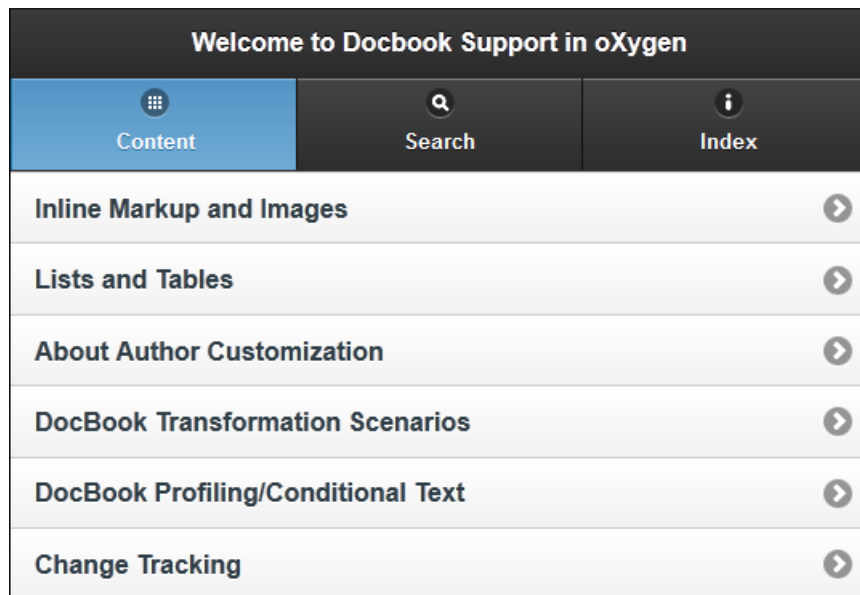 Welcome to Docbook Support in oXygen
Content
Search
Index
Inline Markup and Images
Lists and Tables
About Author Customization
DocBook Transformation Scenarios
DocBook Profiling/Conditional Text
Change Tracking